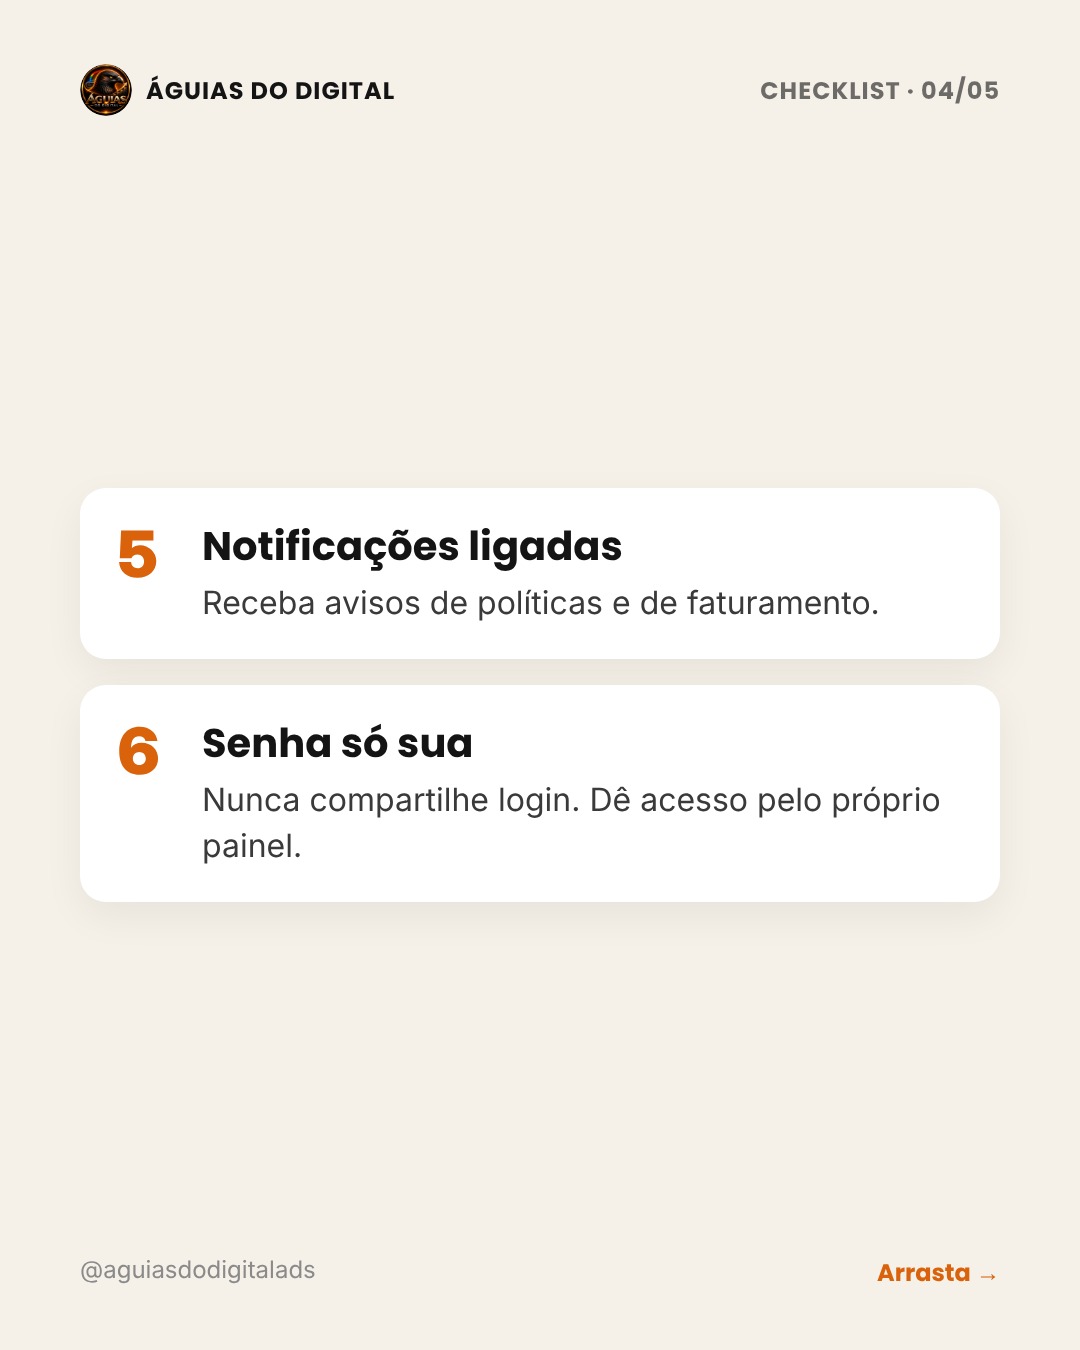 ÁGUIAS
ÁGUIAS DO DIGITAL
CHECKLIST · 04/05
5
Notificações ligadas
Receba avisos de políticas e de faturamento.
6
Senha só sua
Nunca compartilhe login. Dê acesso pelo próprio
painel.
@aguiasdodigitalads
Arrasta →